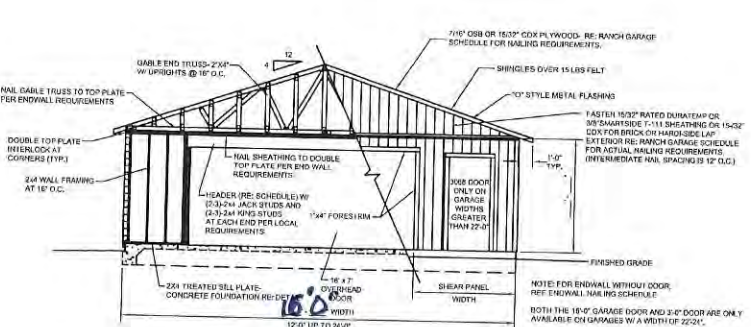 7/16" OSB OR 15/32" CDX PLYWOOD- RE: RANCH GARAGE
SCHEDULE FOR NAILING REQUIREMENTS.
12
4
GABLE END TRUSS- 2"X4"
W/ UPRIGHTS @ 16" O.C.
SHINGLES OVER 15 LBS FELT
NAIL GABLE TRUSS TO TOP PLATE
PER ENDWALL REQUIREMENTS
"D" STYLE METAL FLASHING
FASTEN 15/32" RATED DURATEMP OR
3/8" SMARTSIDE T-111 SHEATHING OR 15/32"
CDX FOR BRICK OR HARDI-SIDE LAP
EXTERIOR RE: RANCH GARAGE SCHEDULE
FOR ACTUAL NAILING REQUIREMENTS.
(INTERMEDIATE NAIL SPACING IS 12" O.C.)
DOUBLE TOP PLATE
INTERLOCK AT
CORNERS (TYP.)
NAIL SHEATHING TO DOUBLE
TOP PLATE PER END WALL
REQUIREMENTS
1'-0"
TYP.
2x4 WALL FRAMING
AT 16" O.C.
HEADER (RE: SCHEDULE) W/
(2-3)-2x4 JACK STUDS AND
(2-3)-2x4 KING STUDS
AT EACH END PER LOCAL
REQUIREMENTS.
1"x4" FORESTRIM
3068 DOOR
ONLY ON
GARAGE
WIDTHS
GREATER
THAN 22'-0"
FINISHED GRADE
2X4 TREATED SILL PLATE-
CONCRETE FOUNDATION RE: DETAIL
16' x 7'
OVERHEAD
DOOR
WIDTH
SHEAR PANEL
WIDTH
NOTE: FOR ENDWALL WITHOUT DOOR,
REF ENDWALL NAILING SCHEDULE
12'-0" UP TO 24'-0"
BOTH THE 16'-0" GARAGE DOOR AND 3'-0" DOOR ARE ONLY
AVAILABLE ON GARAGES W/ A WIDTH OF 22'-24'.